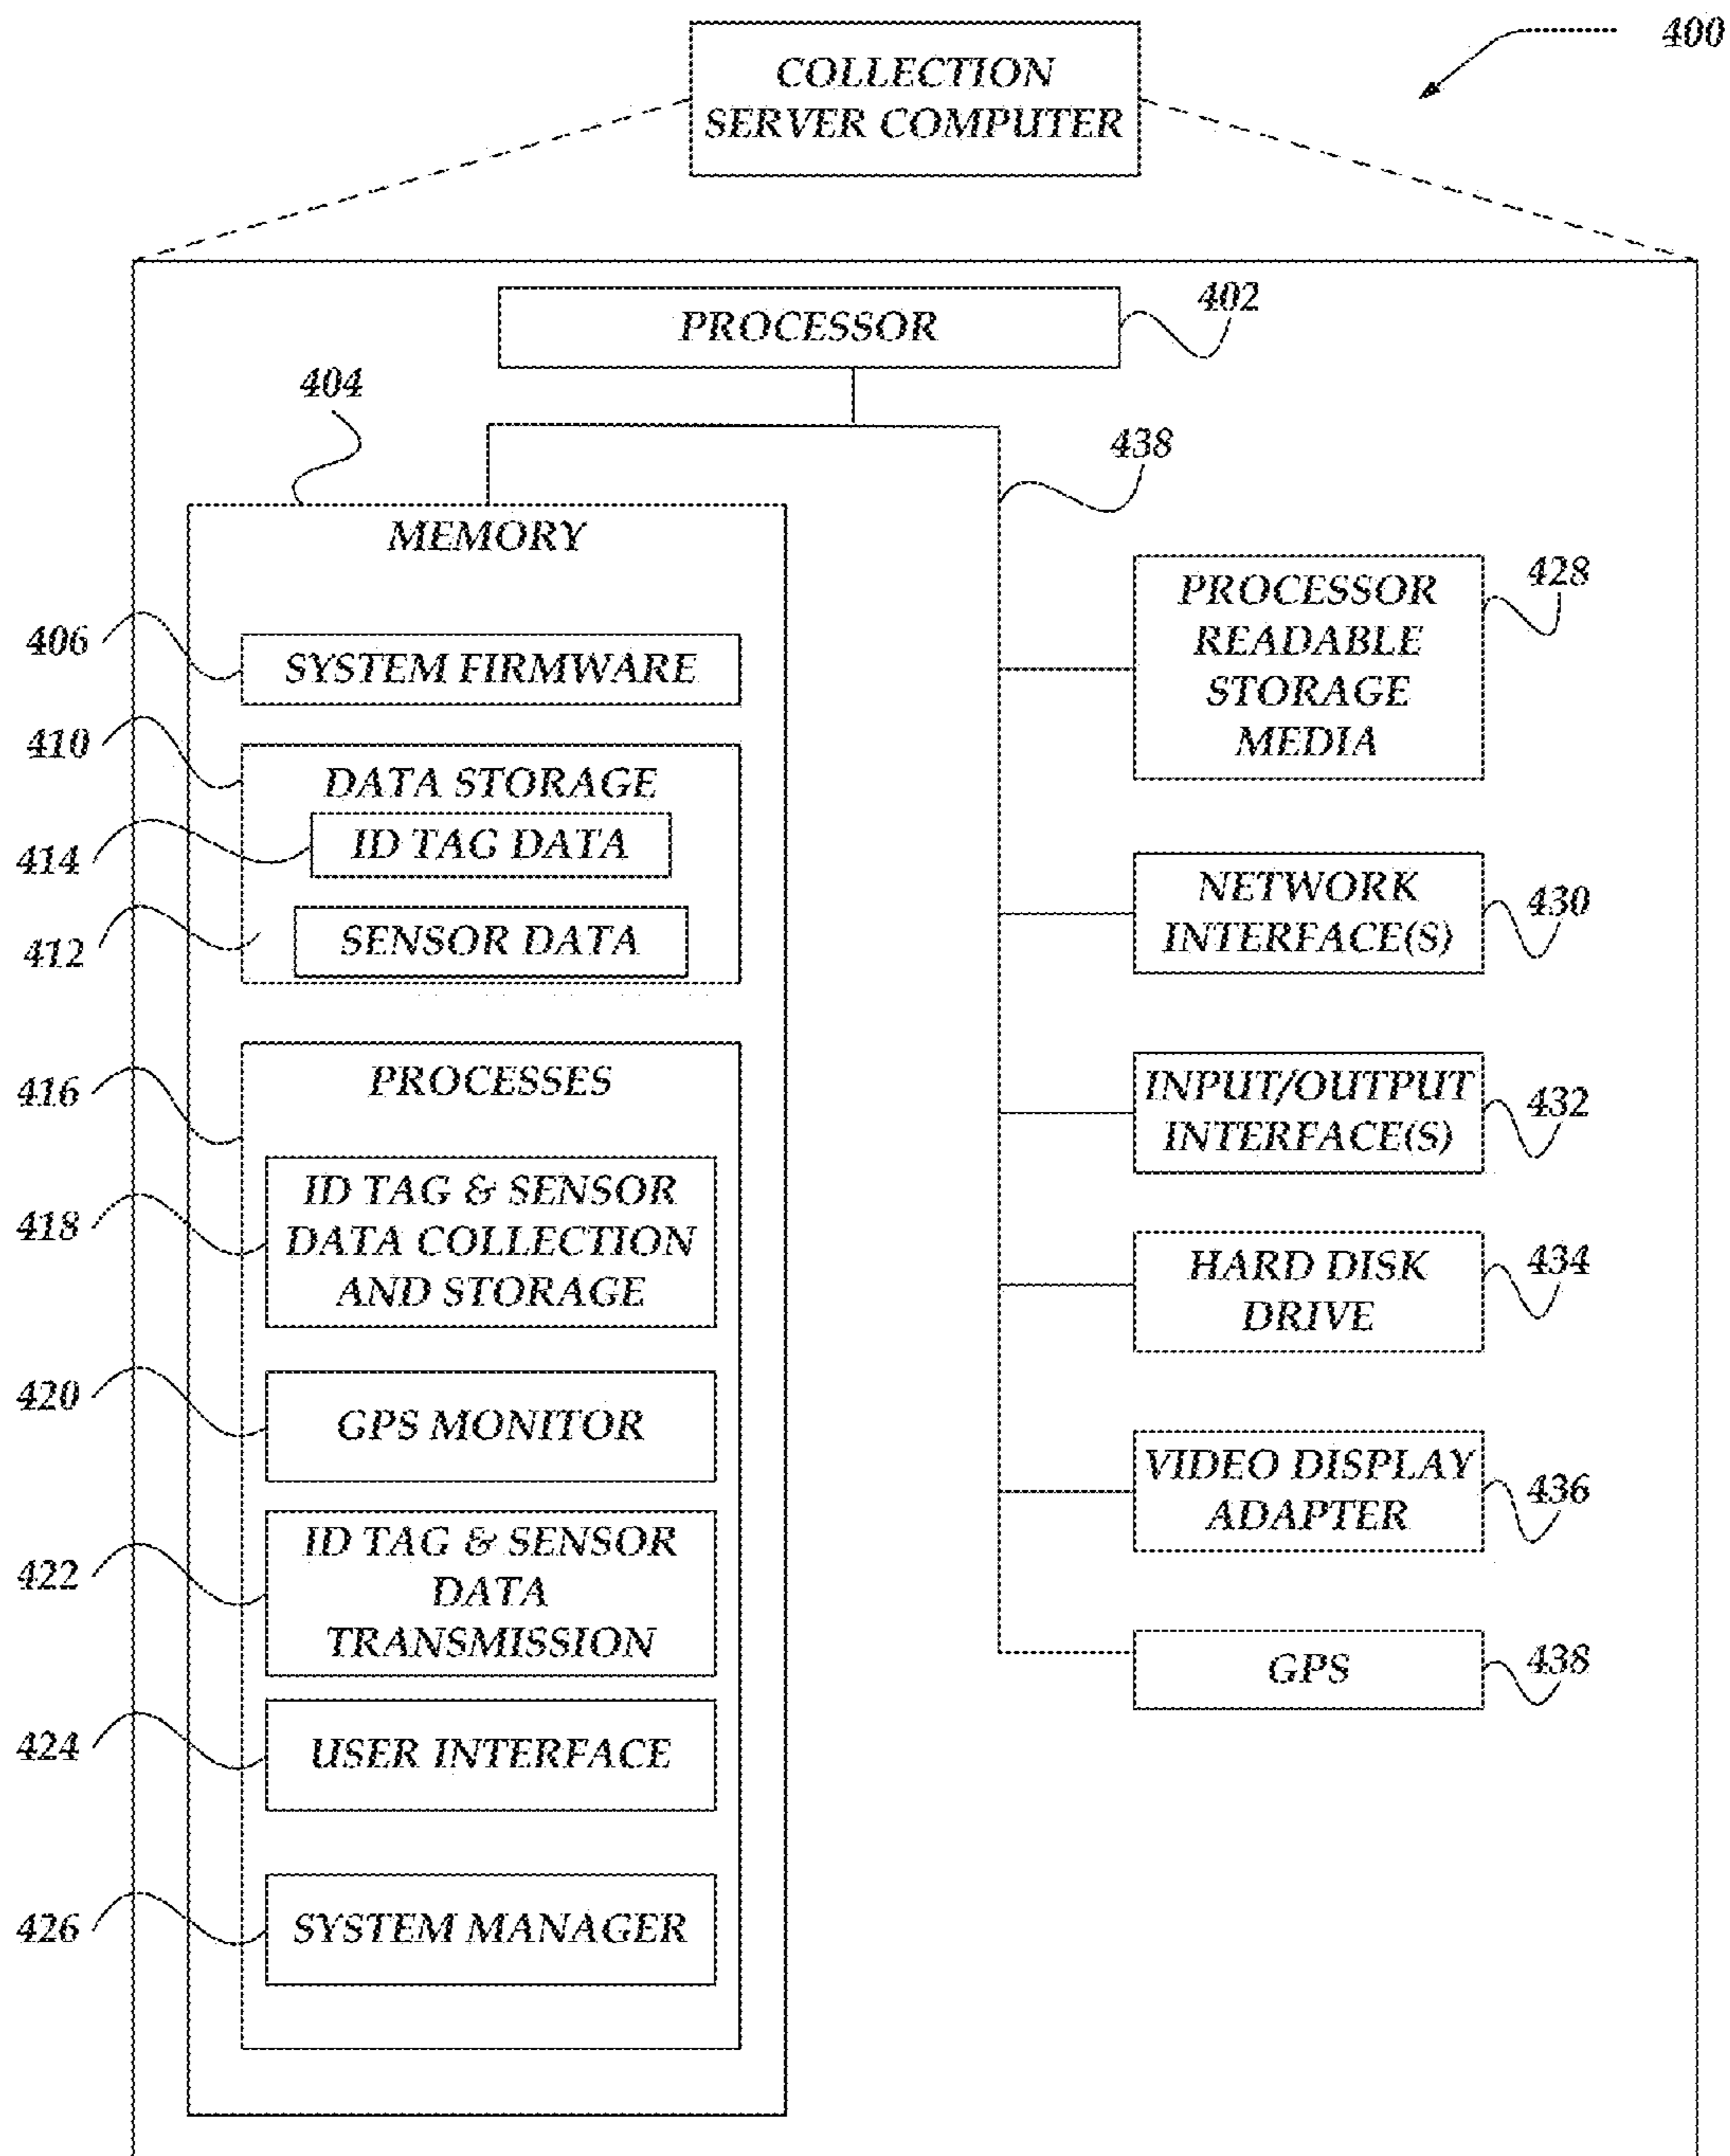 400
COLLECTION
SERVER COMPUTER
PROCESSOR
402
404
438
MEMORY
406
SYSTEM FIRMWARE
410
DATA STORAGE
414
ID TAG DATA
412
SENSOR DATA
416
PROCESSES
418
ID TAG & SENSOR
DATA COLLECTION
AND STORAGE
420
GPS MONITOR
422
ID TAG & SENSOR
DATA
TRANSMISSION
424
USER INTERFACE
426
SYSTEM MANAGER
PROCESSOR
READABLE
STORAGE
MEDIA
428
NETWORK
INTERFACE(S)
430
INPUT/OUTPUT
INTERFACE(S)
432
HARD DISK
DRIVE
434
VIDEO DISPLAY
ADAPTER
436
GPS
438